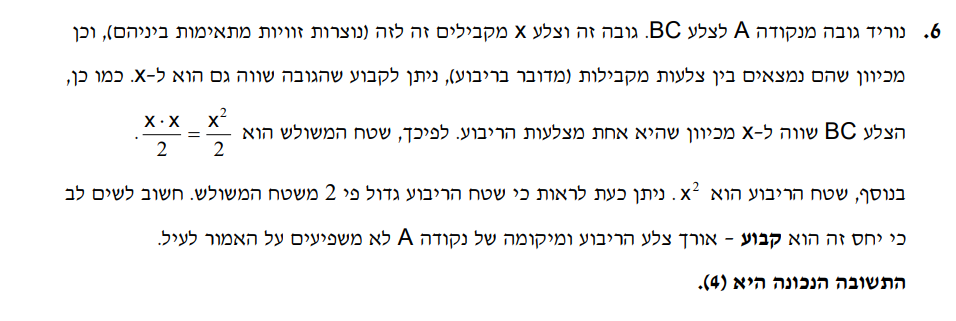 6. נוריד גובה מנקודה A לצלע BC. גובה זה וצלע x מקבילים זה לזה (נוצרות זוויות מתאימות ביניהם), וכן
מכיוון שהם נמצאים בין צלעות מקבילות (מדובר בריבוע), ניתן לקבוע שהגובה שווה גם הוא ל-x. כמו כן,
הצלע BC שווה ל-x מכיוון שהיא אחת מצלעות הריבוע. לפיכך, שטח המשולש הוא $\frac{x \cdot x}{2} = \frac{x^2}{2}$.
בנוסף, שטח הריבוע הוא $x^2$. ניתן כעת לראות כי שטח הריבוע גדול פי 2 משטח המשולש. חשוב לשים לב
כי יחס זה הוא קבוע - אורך צלע הריבוע ומיקומה של נקודה A לא משפיעים על האמור לעיל.
התשובה הנכונה היא (4).